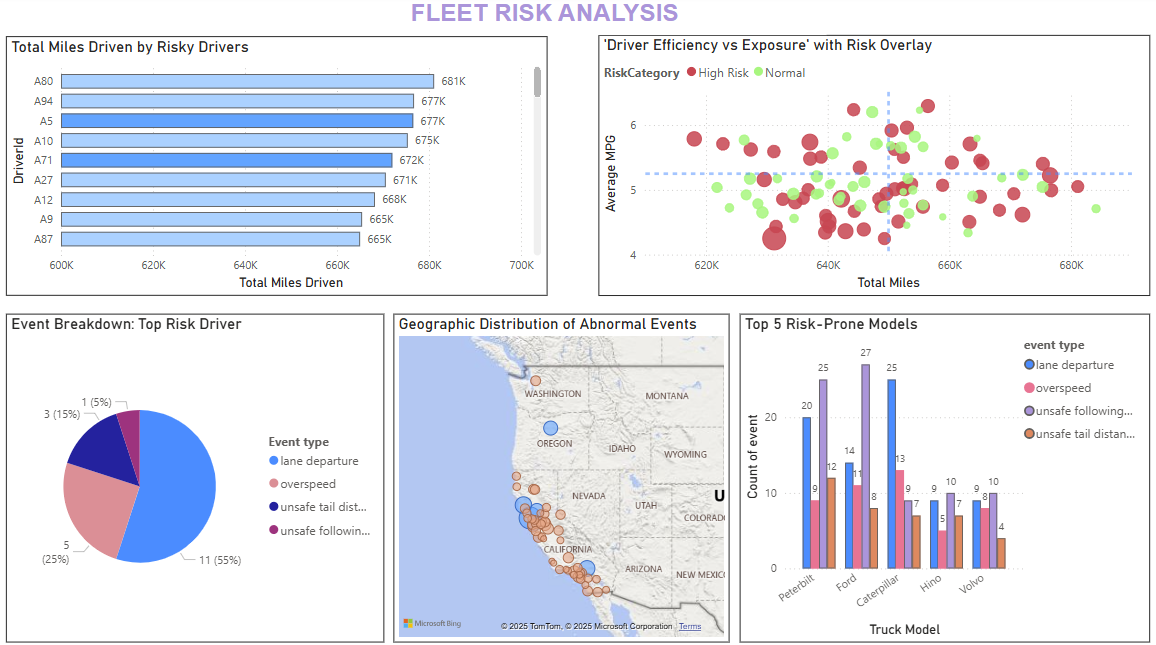 FLEET RISK ANALYSIS
Total Miles Driven by Risky Drivers
DriverId
A80
681K
A94
677K
A5
677K
A10
675K
A71
672K
A27
671K
A12
668K
A9
665K
A87
665K
600K 620K 640K 660K 680K 700K
Total Miles Driven
'Driver Efficiency vs Exposure' with Risk Overlay
RiskCategory High Risk Normal
Average MPG
6
5
4
620K 640K 660K 680K
Total Miles
Event Breakdown: Top Risk Driver
1 (5%)
3 (15%)
5
(25%)
11 (55%)
Event type
lane departure
overspeed
unsafe tail dist...
unsafe followin...
Geographic Distribution of Abnormal Events
WASHINGTON
MONTANA
OREGON
IDAHO
WYOMING
NEVADA
UTAH
U
COLORAD
CALIFORNIA
ARIZONA
NEW MEXIC
Microsoft Bing
© 2025 TomTom, © 2025 Microsoft Corporation Terms
Top 5 Risk-Prone Models
event type
lane departure
overspeed
unsafe following...
unsafe tail distan...
Count of event
20
10
0
20 9 25 12
14 11 27 8
25 13 9 7
9 5 10 7
9 8 10 4
Peterbilt
Ford
Caterpillar
Hino
Volvo
Truck Model